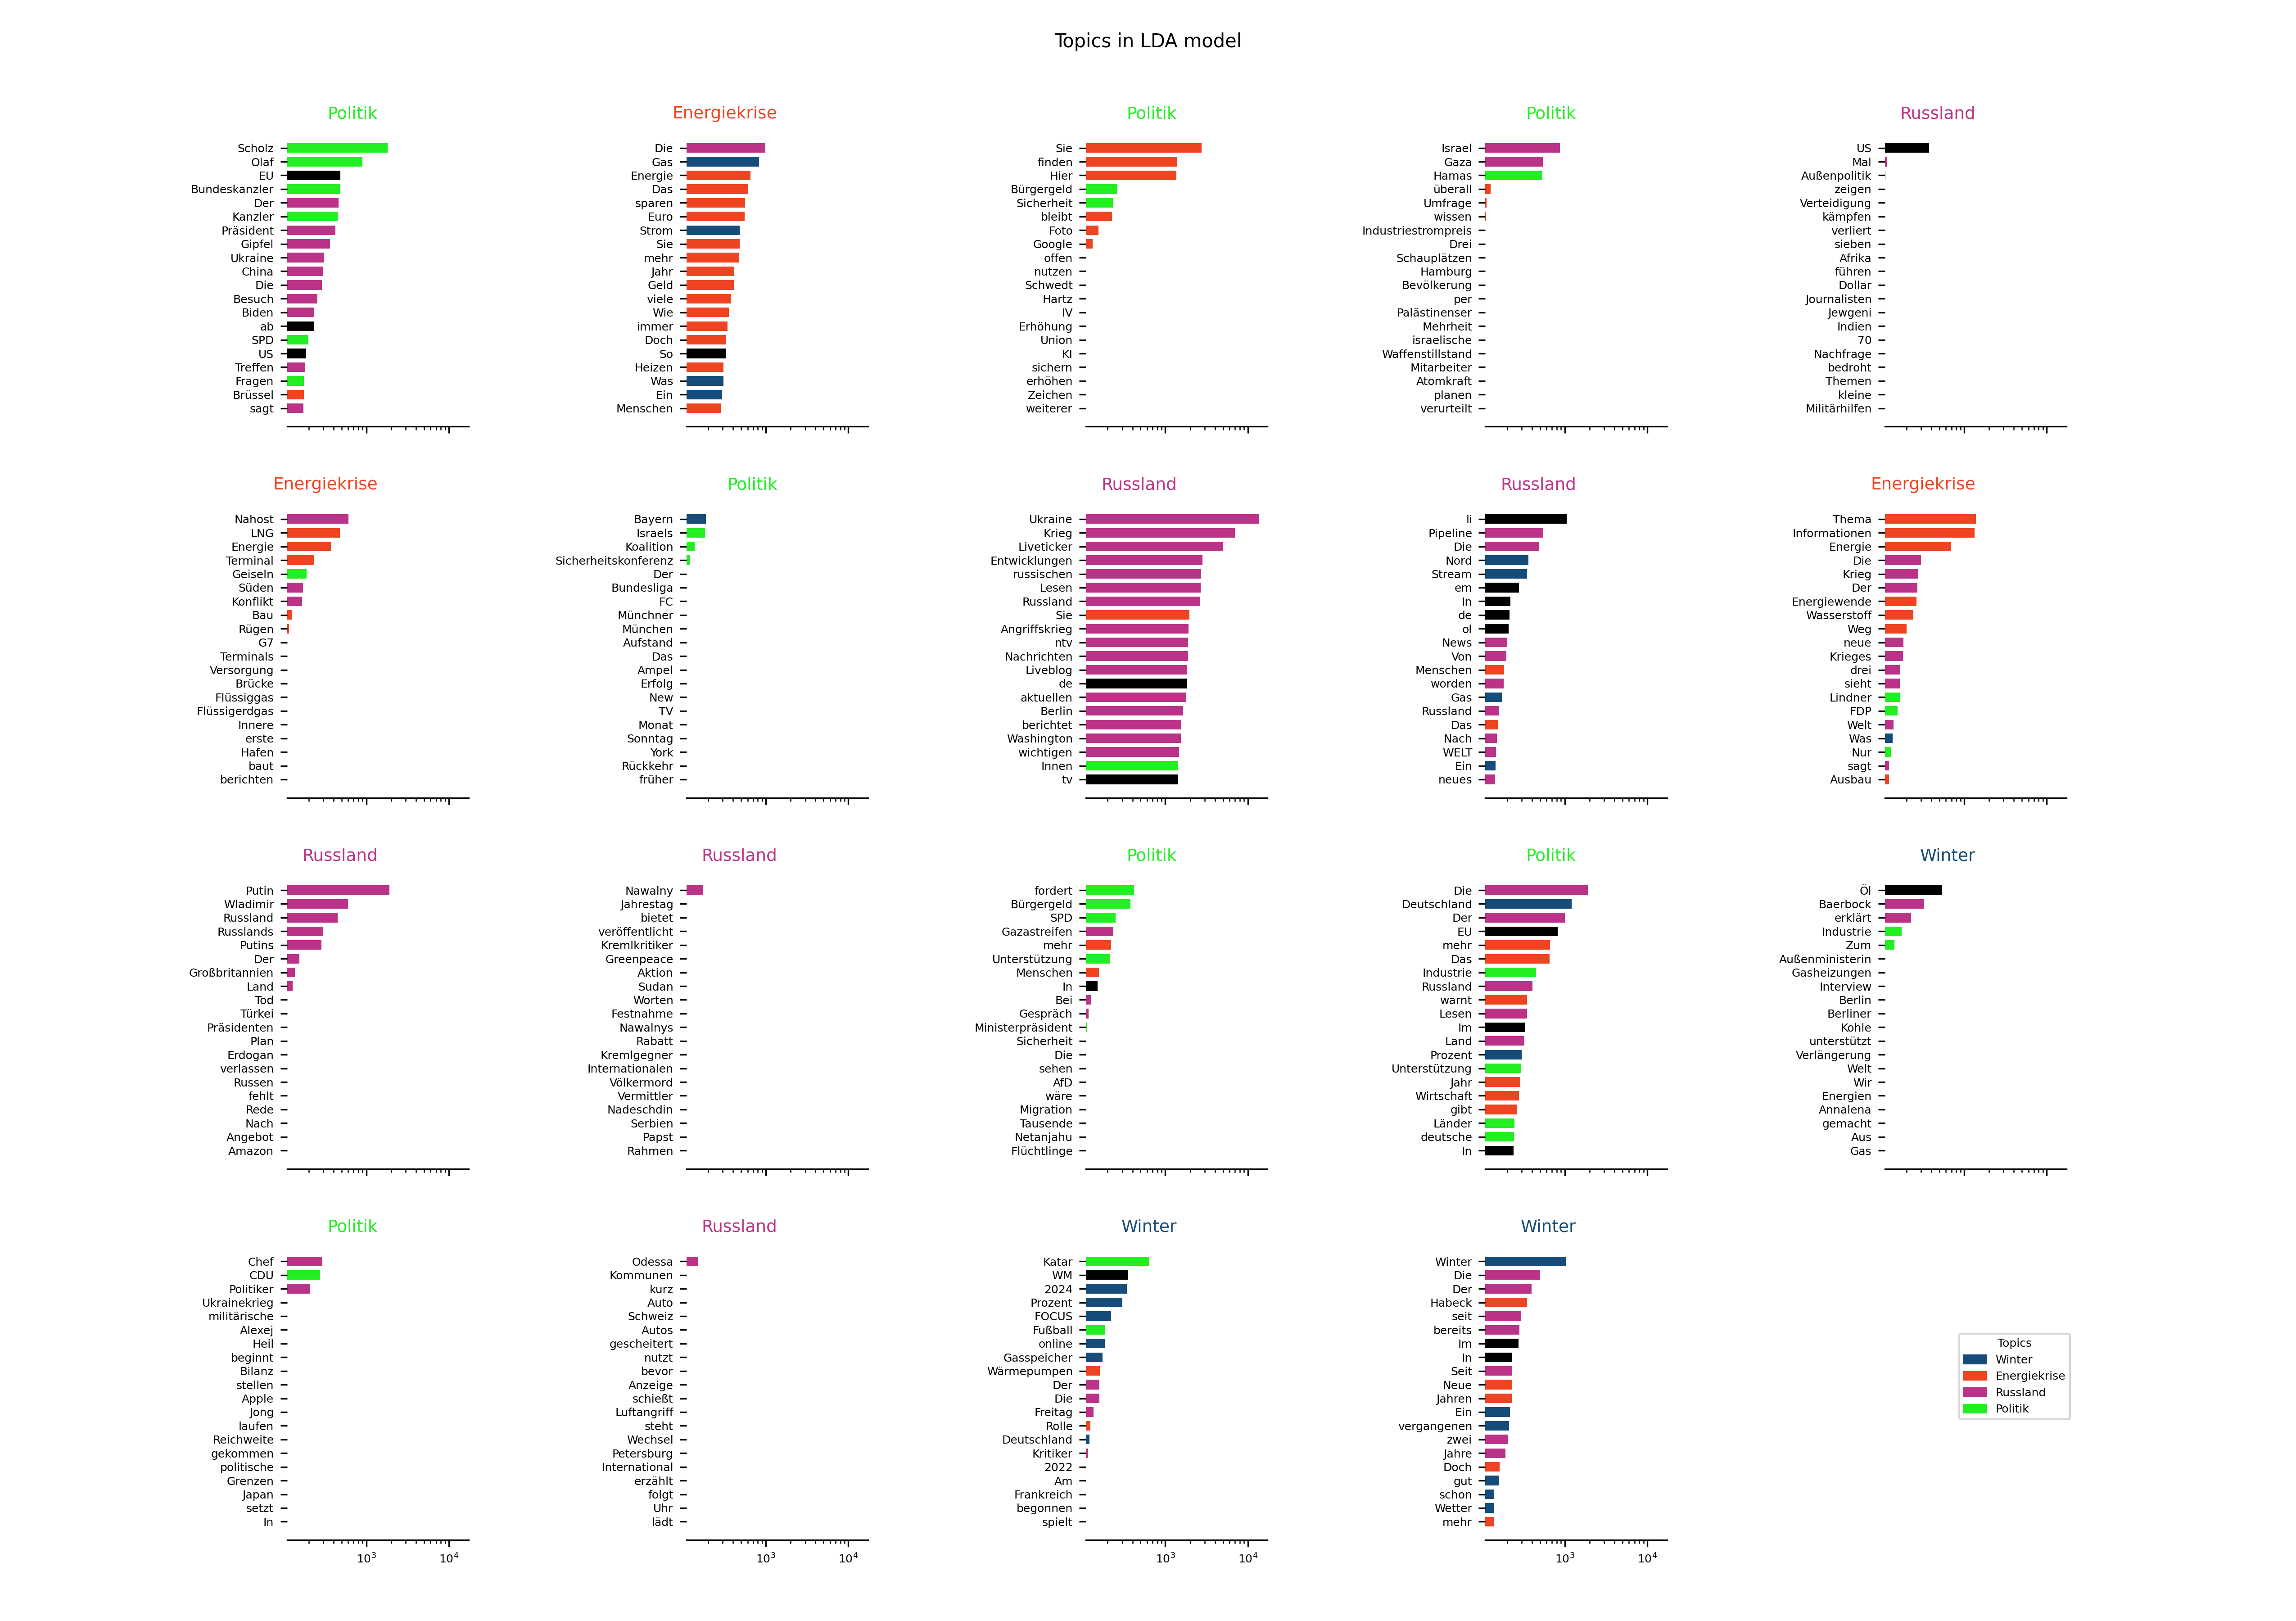 Topics in LDA model
Politik
Scholz
Olaf
EU
Bundeskanzler
Der
Kanzler
Präsident
Gipfel
Ukraine
China
Die
Besuch
Biden
ab
SPD
US
Treffen
Fragen
Brüssel
sagt
Energiekrise
Die
Gas
Energie
Das
sparen
Euro
Strom
Sie
mehr
Jahr
Geld
viele
Wie
immer
Doch
So
Heizen
Was
Ein
Menschen
Politik
Sie
finden
Hier
Bürgergeld
Sicherheit
bleibt
Foto
Google
offen
nutzen
Schwedt
Hartz
IV
Erhöhung
Union
KI
sichern
erhöhen
Zeichen
weiterer
Politik
Israel
Gaza
Hamas
überall
Umfrage
wissen
Industriestrompreis
Drei
Schauplätzen
Hamburg
Bevölkerung
per
Palästinenser
Mehrheit
israelische
Waffenstillstand
Mitarbeiter
Atomkraft
planen
verurteilt
Russland
US
Mal
Außenpolitik
zeigen
Verteidigung
kämpfen
verliert
sieben
Afrika
führen
Dollar
Journalisten
Jewgeni
Indien
70
Nachfrage
bedroht
Themen
kleine
Militärhilfen
Energiekrise
Nahost
LNG
Energie
Terminal
Geiseln
Süden
Konflikt
Bau
Rügen
G7
Terminals
Versorgung
Brücke
Flüssiggas
Flüssigerdgas
Innere
erste
Hafen
baut
berichten
Politik
Bayern
Israels
Koalition
Sicherheitskonferenz
Der
Bundesliga
FC
Münchner
München
Aufstand
Das
Ampel
Erfolg
New
TV
Monat
Sonntag
York
Rückkehr
früher
Russland
Ukraine
Krieg
Liveticker
Entwicklungen
russischen
Lesen
Russland
Sie
Angriffskrieg
ntv
Nachrichten
Liveblog
de
aktuellen
Berlin
berichtet
Washington
wichtigen
Innen
tv
Russland
li
Pipeline
Die
Nord
Stream
em
In
de
ol
News
Von
Menschen
worden
Gas
Russland
Das
Nach
WELT
Ein
neues
Energiekrise
Thema
Informationen
Energie
Die
Krieg
Der
Energiewende
Wasserstoff
Weg
neue
Krieges
drei
sieht
Lindner
FDP
Welt
Was
Nur
sagt
Ausbau
Russland
Putin
Wladimir
Russland
Russlands
Putins
Der
Großbritannien
Land
Tod
Türkei
Präsidenten
Plan
Erdogan
verlassen
Russen
fehlt
Rede
Nach
Angebot
Amazon
Russland
Nawalny
Jahrestag
bietet
veröffentlicht
Kremlkritiker
Greenpeace
Aktion
Sudan
Worten
Festnahme
Nawalnys
Rabatt
Kremlgegner
Internationalen
Völkermord
Vermittler
Nadeschdin
Serbien
Papst
Rahmen
Politik
fordert
Bürgergeld
SPD
Gazastreifen
mehr
Unterstützung
Menschen
In
Bei
Gespräch
Ministerpräsident
Sicherheit
Die
sehen
AfD
wäre
Migration
Tausende
Netanjahu
Flüchtlinge
Politik
Die
Deutschland
Der
EU
mehr
Das
Industrie
Russland
warnt
Lesen
Im
Land
Prozent
Unterstützung
Jahr
Wirtschaft
gibt
Länder
deutsche
In
Winter
Öl
Baerbock
erklärt
Industrie
Zum
Außenministerin
Gasheizungen
Interview
Berlin
Berliner
Kohle
unterstützt
Verlängerung
Welt
Wir
Energien
Annalena
gemacht
Aus
Gas
Politik
Chef
CDU
Politiker
Ukrainekrieg
militärische
Alexej
Heil
beginnt
Bilanz
stellen
Apple
Jong
laufen
Reichweite
gekommen
politische
Grenzen
Japan
setzt
In
10³ 10⁴
Russland
Odessa
Kommunen
kurz
Auto
Schweiz
Autos
gescheitert
nutzt
bevor
Anzeige
schießt
Luftangriff
steht
Wechsel
Petersburg
International
erzählt
folgt
Uhr
lädt
10³ 10⁴
Winter
Katar
WM
2024
Prozent
FOCUS
Fußball
online
Gasspeicher
Wärmepumpen
Der
Die
Freitag
Rolle
Deutschland
Kritiker
2022
Am
Frankreich
begonnen
spielt
10³ 10⁴
Winter
Winter
Die
Der
Habeck
seit
bereits
Im
In
Seit
Neue
Jahren
Ein
vergangenen
zwei
Jahre
Doch
gut
schon
Wetter
mehr
10³ 10⁴
Topics
Winter
Energiekrise
Russland
Politik